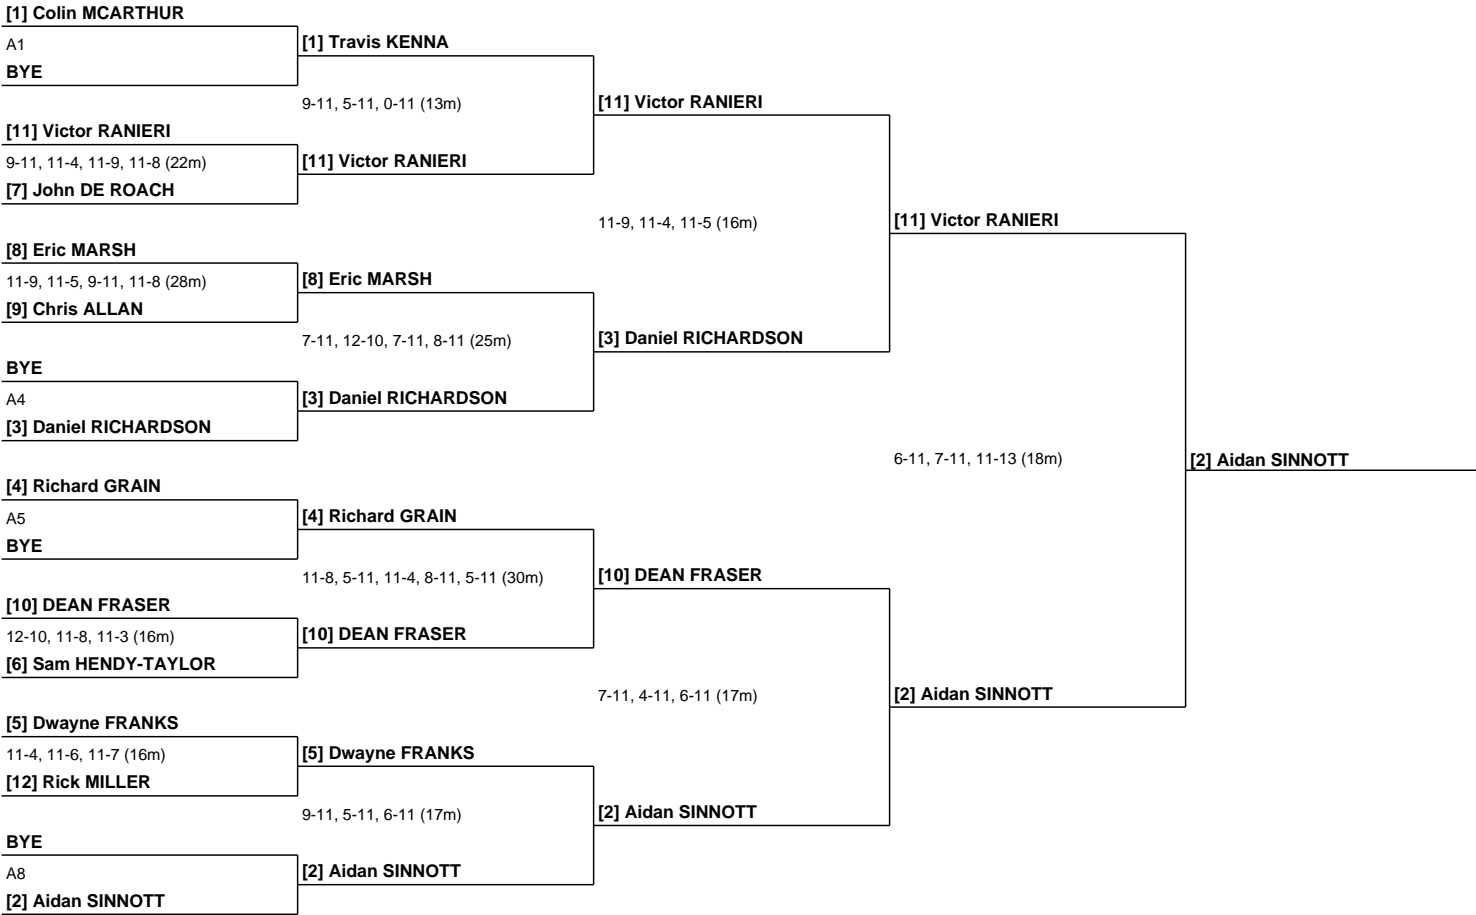 [1] Colin MCARTHUR
A1
BYE
[11] Victor RANIERI
9-11, 11-4, 11-9, 11-8 (22m)
[7] John DE ROACH
[8] Eric MARSH
11-9, 11-5, 9-11, 11-8 (28m)
[9] Chris ALLAN
BYE
A4
[3] Daniel RICHARDSON
[4] Richard GRAIN
A5
BYE
[10] DEAN FRASER
12-10, 11-8, 11-3 (16m)
[6] Sam HENDY-TAYLOR
[5] Dwayne FRANKS
11-4, 11-6, 11-7 (16m)
[12] Rick MILLER
BYE
A8
[2] Aidan SINNOTT
[1] Travis KENNA
9-11, 5-11, 0-11 (13m)
[11] Victor RANIERI
[8] Eric MARSH
7-11, 12-10, 7-11, 8-11 (25m)
[3] Daniel RICHARDSON
[4] Richard GRAIN
11-8, 5-11, 11-4, 8-11, 5-11 (30m)
[10] DEAN FRASER
[5] Dwayne FRANKS
9-11, 5-11, 6-11 (17m)
[2] Aidan SINNOTT
[11] Victor RANIERI
11-9, 11-4, 11-5 (16m)
[3] Daniel RICHARDSON
[10] DEAN FRASER
7-11, 4-11, 6-11 (17m)
[2] Aidan SINNOTT
[11] Victor RANIERI
6-11, 7-11, 11-13 (18m)
[2] Aidan SINNOTT
[2] Aidan SINNOTT